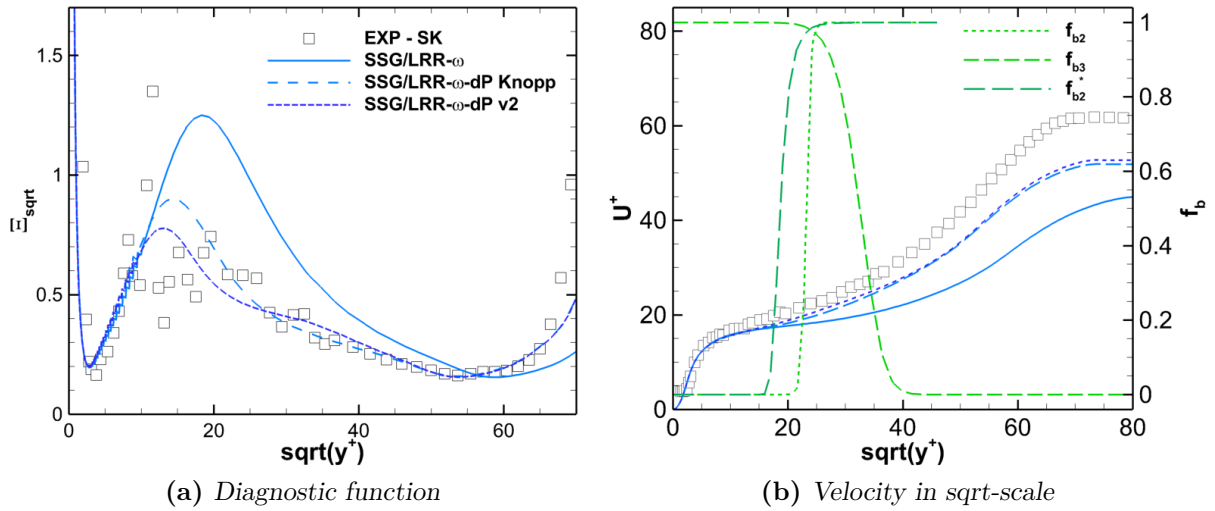 1.5
1
0.5
0
0
20
40
60
Ξsqrt
sqrt(y+)
EXP - SK
SSG/LRR-ω
SSG/LRR-ω-dP Knopp
SSG/LRR-ω-dP v2
(a) Diagnostic function
80
60
40
20
0
0
20
40
60
80
U+
sqrt(y+)
1
0.8
0.6
0.4
0.2
0
fb
fb2
fb3
fb2*
(b) Velocity in sqrt-scale